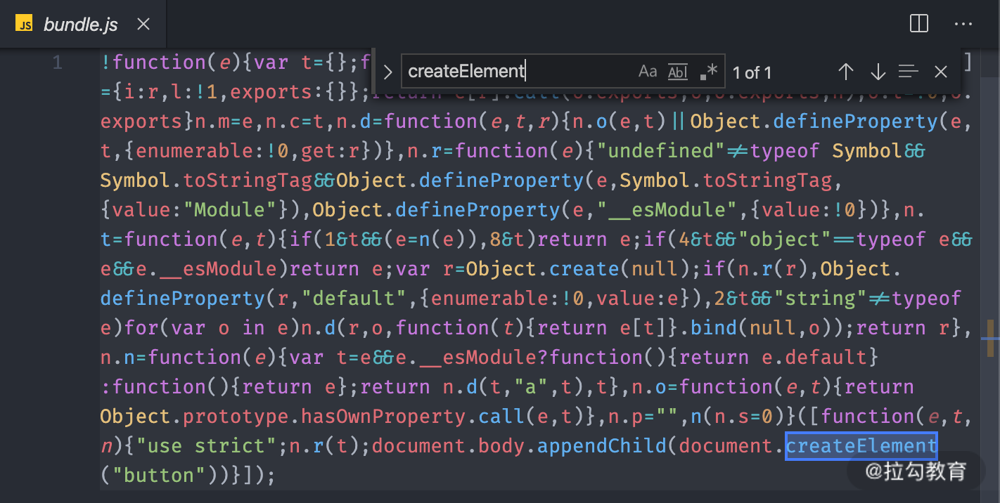 JS bundle.js
createElement Aa Abl .* 1 of 1
1 !function(e){var t={};f ]
={i:r,l:!1,exports:{}};return
exports}n.m=e,n.c=t,n.d=function(e,t,r){n.o(e,t)||Object.defineProperty(e,
t,{enumerable:!0,get:r})},n.r=function(e){"undefined"!=typeof Symbol&&
Symbol.toStringTag&&Object.defineProperty(e,Symbol.toStringTag,
{value:"Module"}),Object.defineProperty(e,"__esModule",{value:!0})},n.
t=function(e,t){if(1&t&&(e=n(e)),8&t)return e;if(4&t&&"object"==typeof e&&
e&&e.__esModule)return e;var r=Object.create(null);if(n.r(r),Object.
defineProperty(r,"default",{enumerable:!0,value:e}),2&t&&"string"!=typeof
e)for(var o in e)n.d(r,o,function(t){return e[t]}.bind(null,o));return r},
n.n=function(e){var t=e&&e.__esModule?function(){return e.default}
:function(){return e};return n.d(t,"a",t),t},n.o=function(e,t){return
Object.prototype.hasOwnProperty.call(e,t)},n.p="",n(n.s=0)}([function(e,t,
n){"use strict";n.r(t);document.body.appendChild(document.createElement
("button"))}]);
@拉勾教育